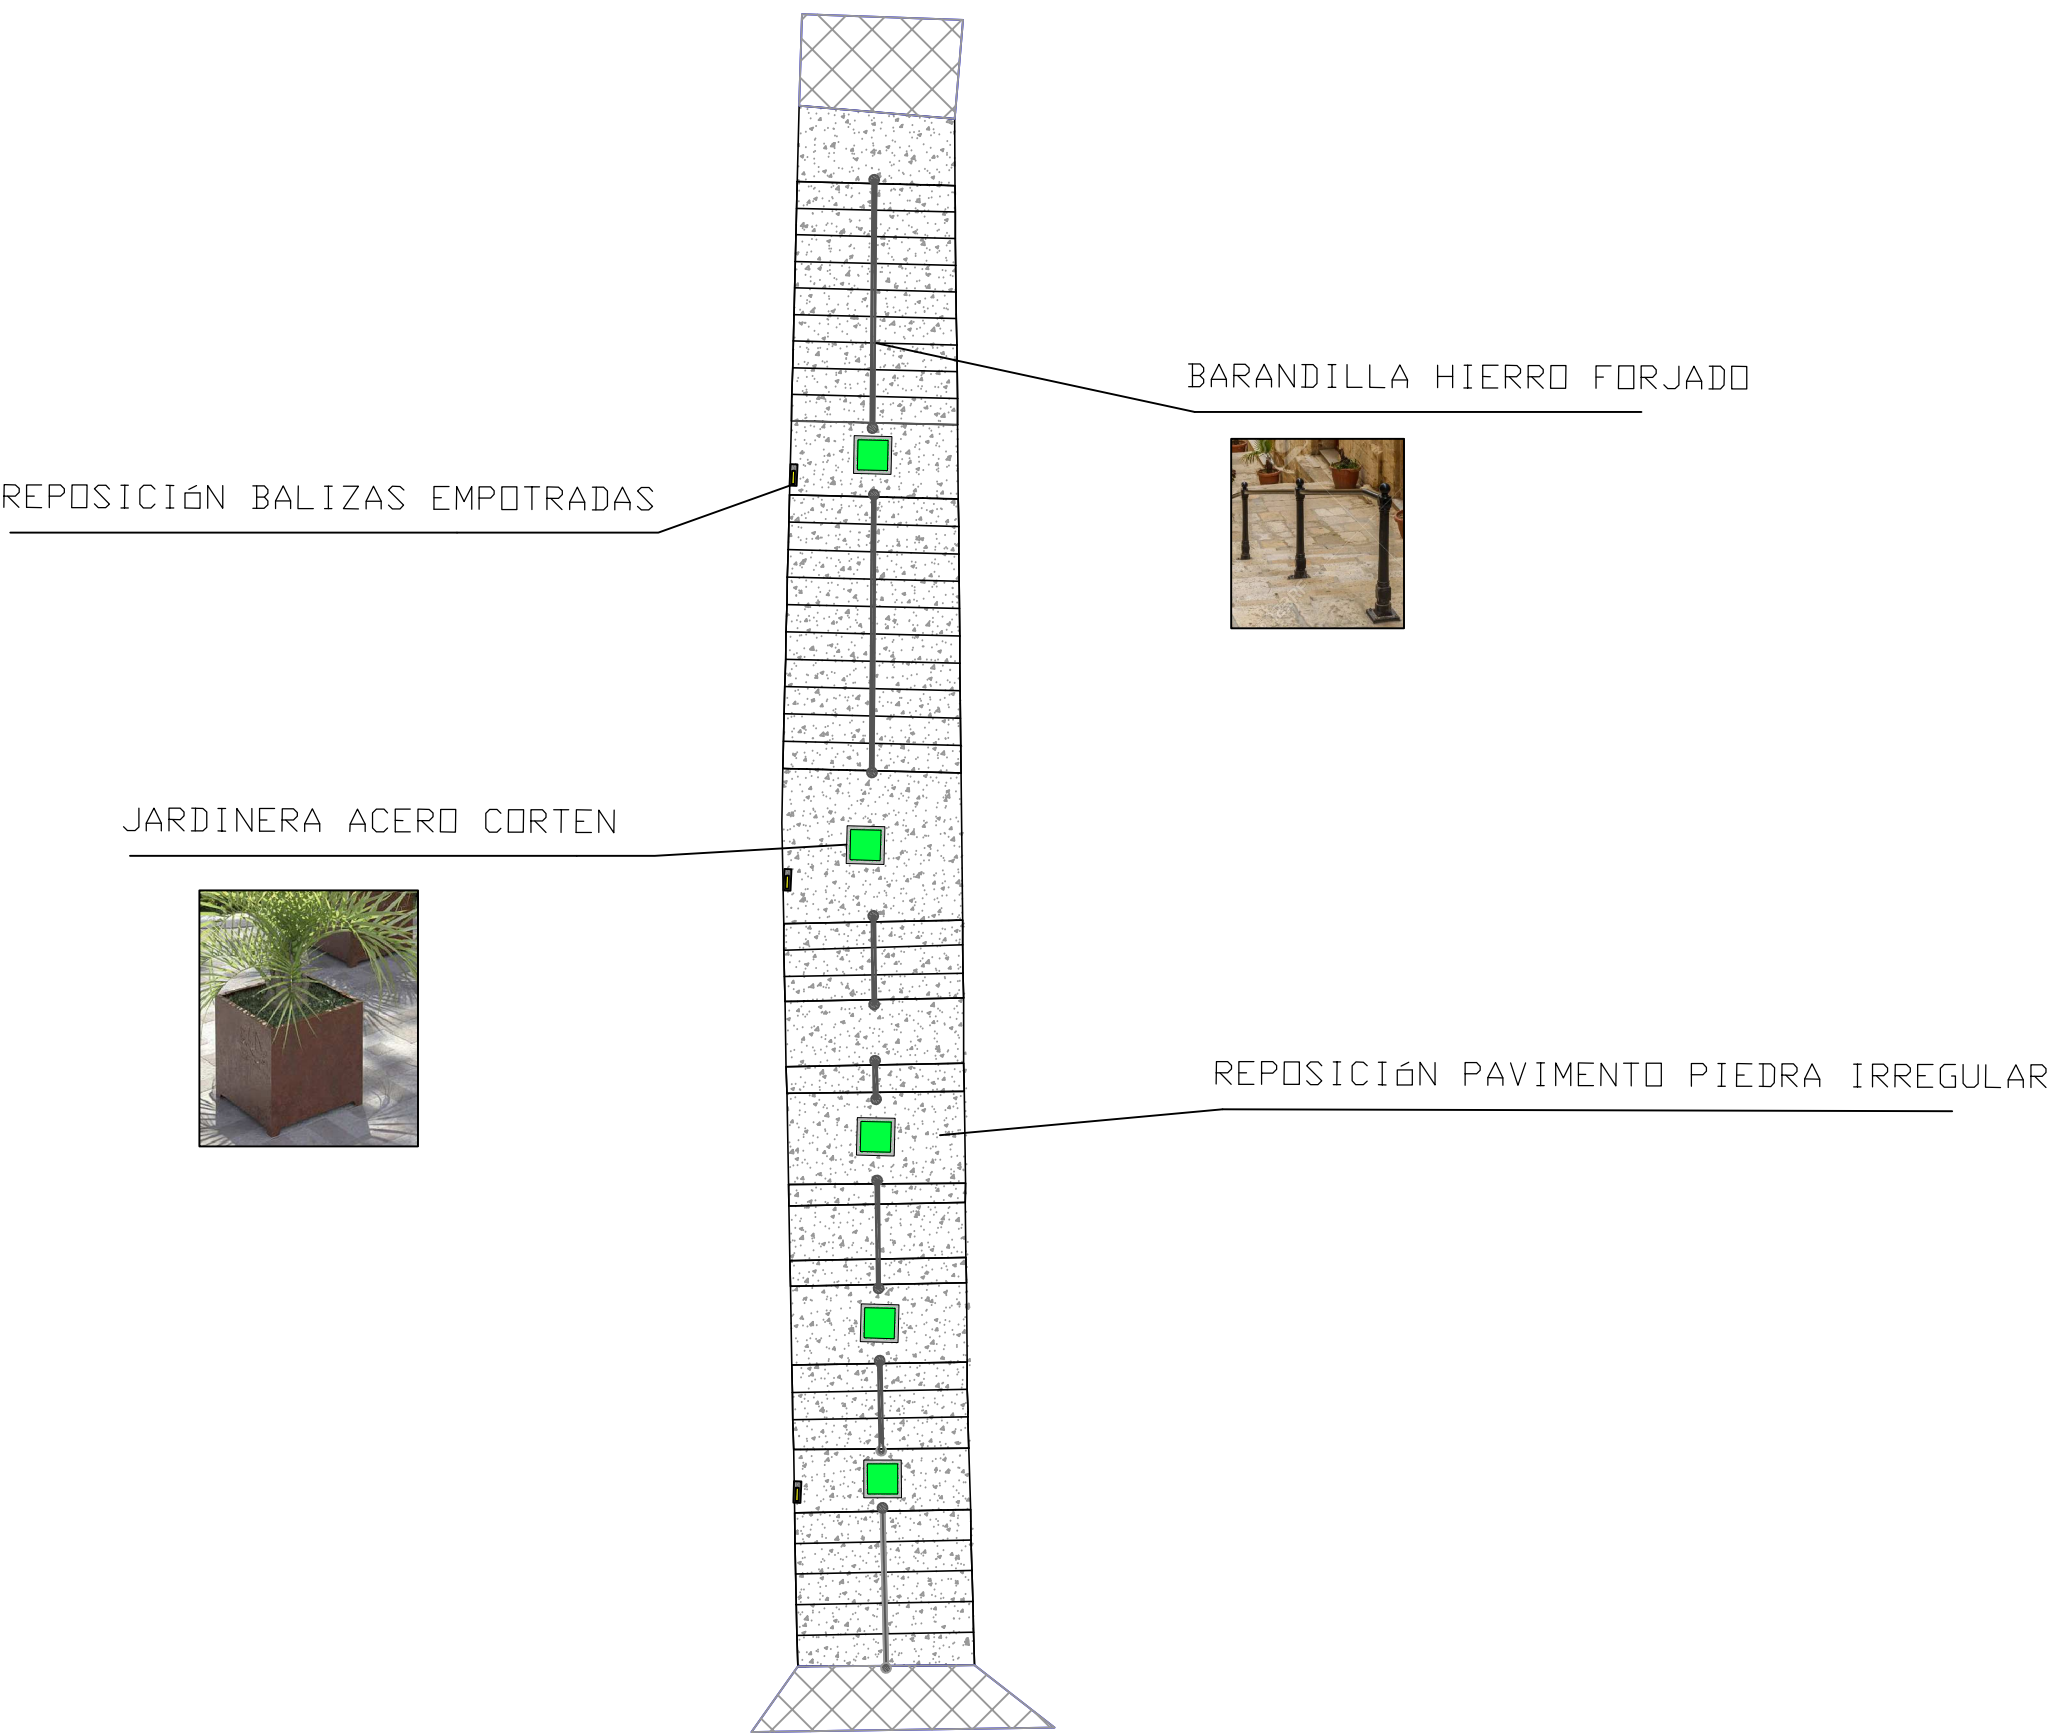 BARANDILLA HIERRO FORJADO
REPOSICIóN BALIZAS EMPOTRADAS
JARDINERA ACERO CORTEN
REPOSICIóN PAVIMENTO PIEDRA IRREGULAR